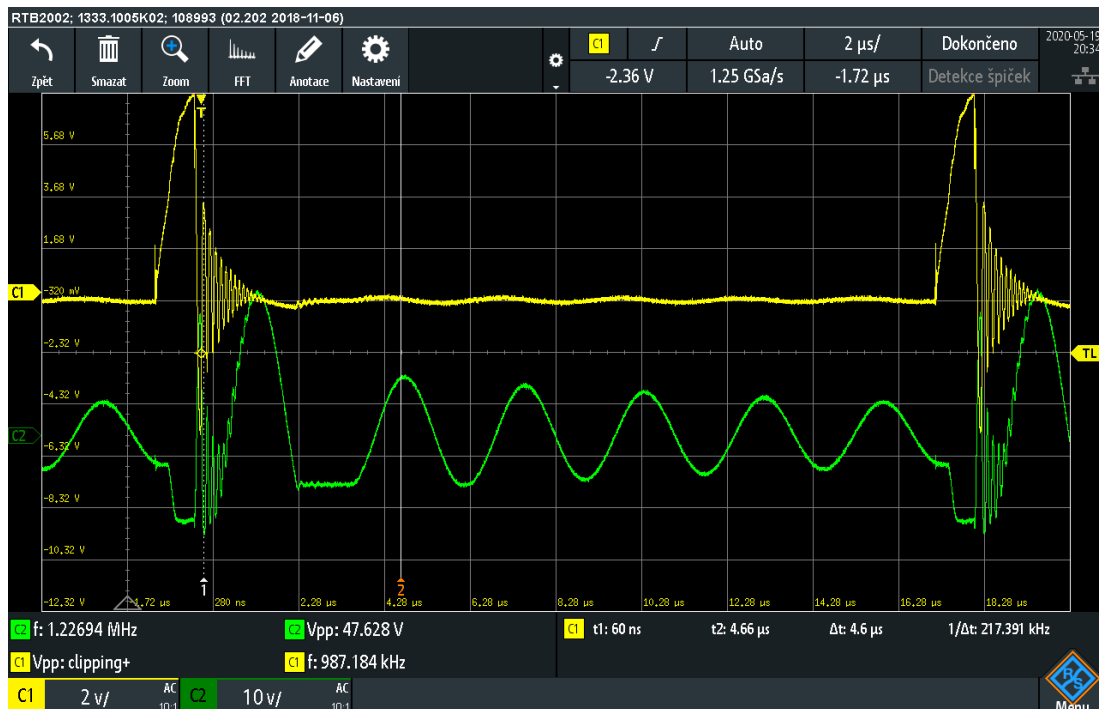 RTB2002; 1333.1005K02; 108993 (02.202 2018-11-06)
Zpět Smazat Zoom FFT Anotace Nastavení
C1 Auto 2 µs/ Dokončeno 2020-05-19
20:34
-2.36 V 1.25 GSa/s -1.72 µs Detekce špiček
T
5,68 V
3,68 V
1,68 V
C1 -320 mV
-2,32 V TL
-4,32 V
C2 -6,32 V
-8,32 V
-10,32 V
1 2
-12,32 V -1,72 µs 280 ns 2,28 µs 4,28 µs 6,28 µs 8,28 µs 10,28 µs 12,28 µs 14,28 µs 16,28 µs 18,28 µs
C2 f: 1.22694 MHz C2 Vpp: 47.628 V C1 t1: 60 ns t2: 4.66 µs Δt: 4.6 µs 1/Δt: 217.391 kHz
C1 Vpp: clipping+ C1 f: 987.184 kHz
R&S
C1 2 V/ AC 10:1 C2 10 V/ AC 10:1 Menu